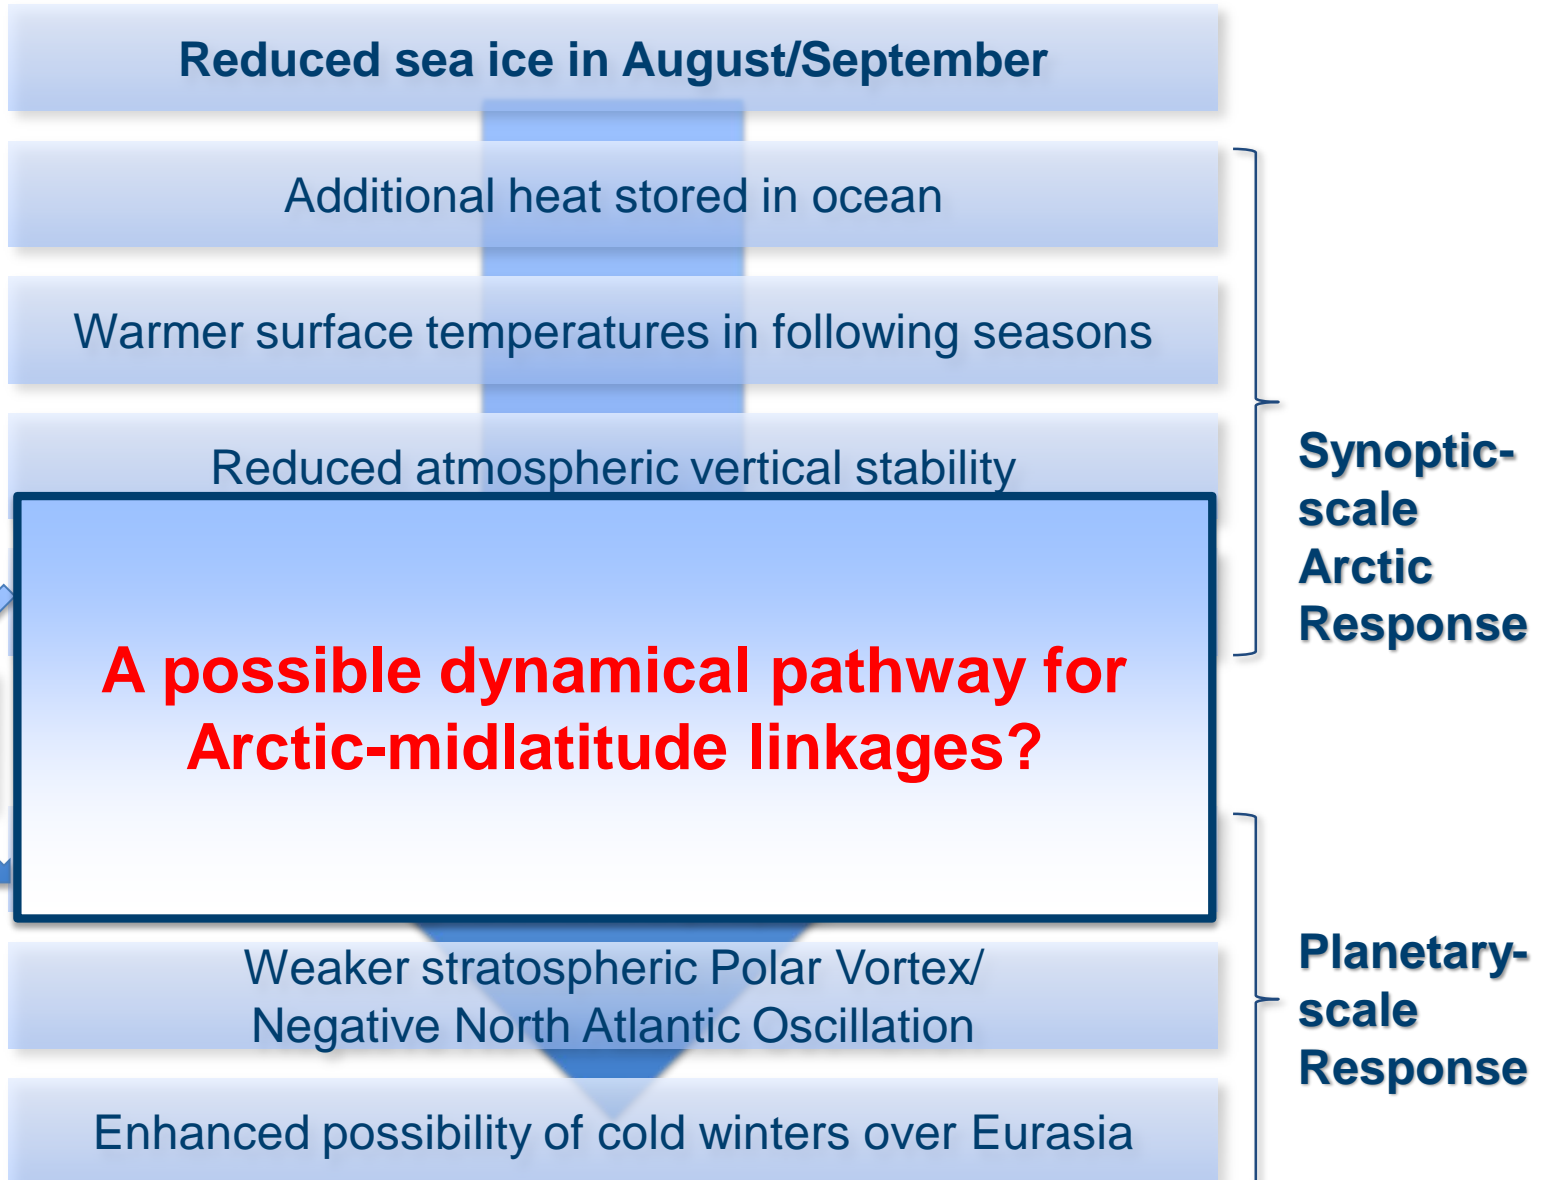 Reduced sea ice in August/September
Additional heat stored in ocean
Warmer surface temperatures in following seasons
Reduced atmospheric vertical stability
Synoptic-
scale
Arctic
Response
A possible dynamical pathway for
Arctic-midlatitude linkages?
Weaker stratospheric Polar Vortex/
Negative North Atlantic Oscillation
Enhanced possibility of cold winters over Eurasia
Planetary-
scale
Response